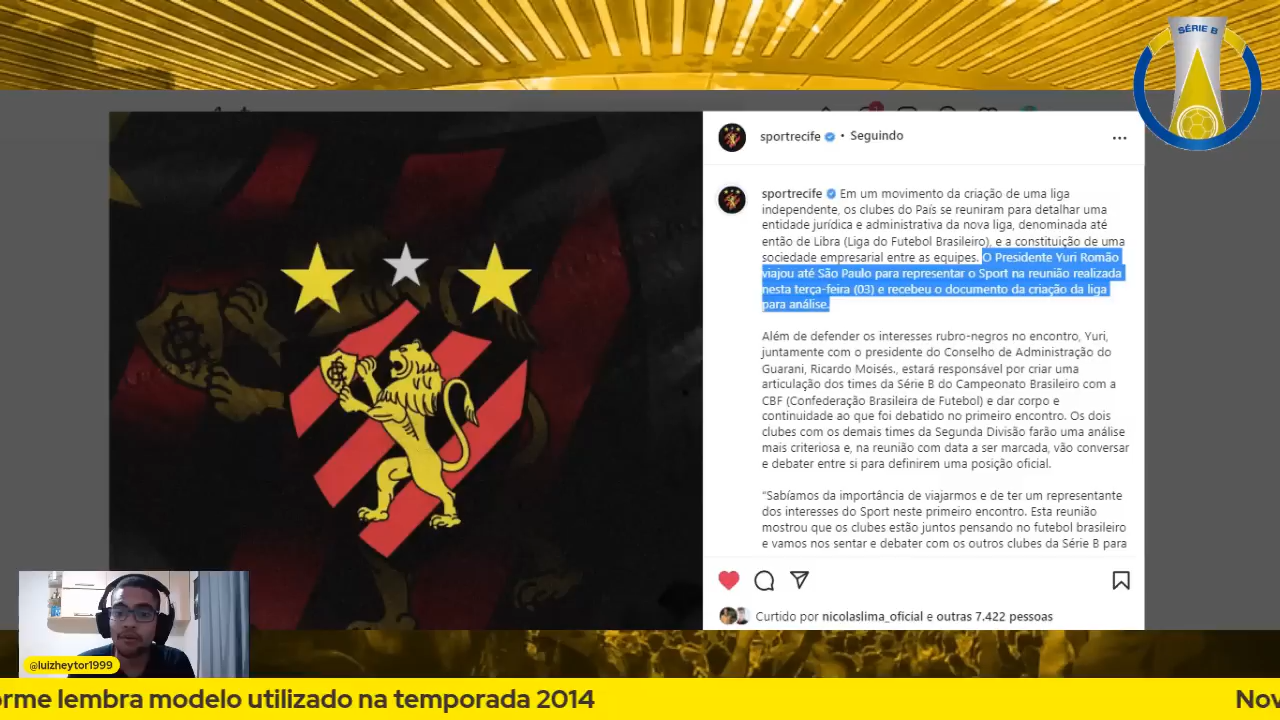 SÉRIE B
sportrecife • Seguindo
sportrecife Em um movimento da criação de uma liga
independente, os clubes do País se reuniram para detalhar uma
entidade jurídica e administrativa da nova liga, denominada até
então de Libra (Liga do Futebol Brasileiro), e a constituição de uma
sociedade empresarial entre as equipes. O Presidente Yuri Romão
viajou até São Paulo para representar o Sport na reunião realizada
nesta terça-feira (03) e recebeu o documento da criação da liga
para análise.
Além de defender os interesses rubro-negros no encontro, Yuri,
juntamente com o presidente do Conselho de Administração do
Guarani, Ricardo Moisés., estará responsável por criar uma
articulação dos times da Série B do Campeonato Brasileiro com a
CBF (Confederação Brasileira de Futebol) e dar corpo e
continuidade ao que foi debatido no primeiro encontro. Os dois
clubes com os demais times da Segunda Divisão farão uma análise
mais criteriosa e, na reunião com data a ser marcada, vão conversar
e debater entre si para definirem uma posição oficial.
“Sabíamos da importância de viajarmos e de ter um representante
dos interesses do Sport neste primeiro encontro. Esta reunião
mostrou que os clubes estão juntos pensando no futebol brasileiro
e vamos nos sentar e debater com os outros clubes da Série B para
Curtido por nicolaslima_oficial e outras 7.422 pessoas
@luizheytor1999
orme lembra modelo utilizado na temporada 2014
Nov